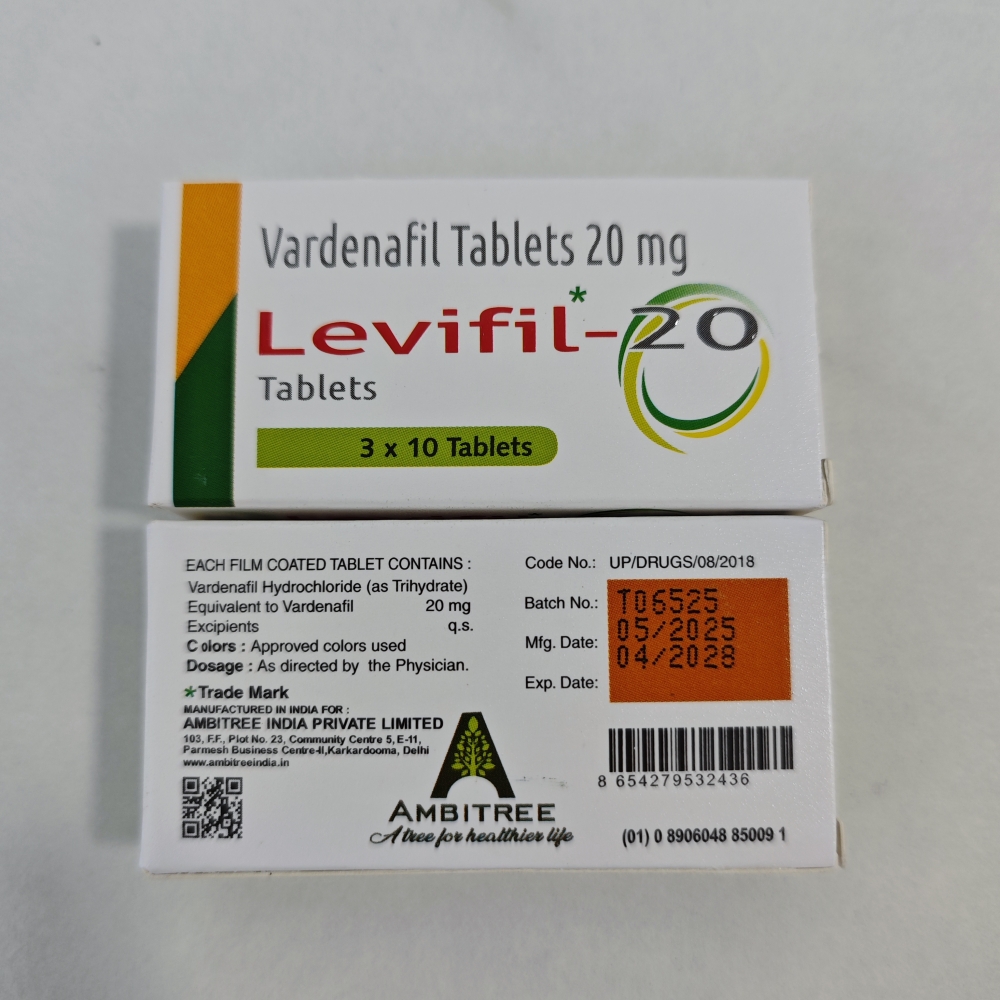 Vardenafil Tablets 20 mg
Levifil*-20
Tablets
3 x 10 Tablets
EACH FILM COATED TABLET CONTAINS :
Vardenafil Hydrochloride (as Trihydrate)
Equivalent to Vardenafil 20 mg
Excipients q.s.
Colors : Approved colors used
Dosage : As directed by the Physician.
*Trade Mark
MANUFACTURED IN INDIA FOR :
AMBITREE INDIA PRIVATE LIMITED
103, F.F., Plot No. 23, Community Centre 5, E-11,
Parmesh Business Centre-II,Karkardooma, Delhi
www.ambitreeindia.in
AMBITREE
A tree for healthier life
Code No.: UP/DRUGS/08/2018
Batch No.: T06525
Mfg. Date: 05/2025
Exp. Date: 04/2028
8 654279532436
(01) 0 8906048 85009 1